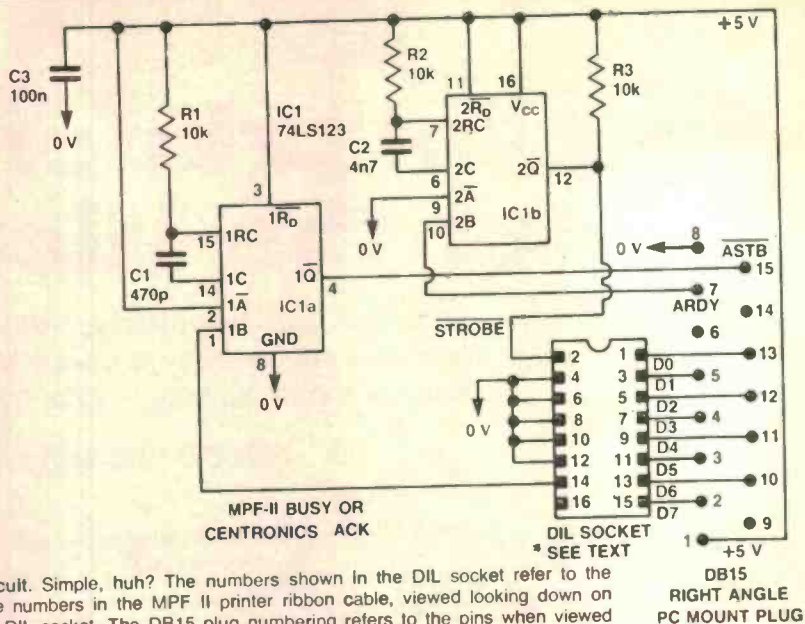 +5 V
C3
100n
0 V
R1
10k
IC1
74LS123
R2
10k
C2
4n7
R3
10k
11
16
2R̅D̅
VCC
7
2RC
2C
6
2A̅
9
2B
10
2Q̅
12
IC1b
0 V
3
1R̅D̅
15
1RC
C1
470p
1C
14
1A̅
2
1B
1
1Q̅
4
IC1a
GND
8
0 V
0 V
8
A̅S̅T̅B̅
15
7
ARDY
14
6
S̅T̅R̅O̅B̅E̅
2 1 D0 13
4 3 D1 5
6 5 D2 12
8 7 D3 4
10 9 D4 11
12 11 D5 3
14 13 D6 10
16 15 D7 2
0 V
9
1
+5 V
MPF-II BUSY OR
CENTRONICS ACK
DIL SOCKET
* SEE TEXT
DB15
RIGHT ANGLE
PC MOUNT PLUG
cuit. Simple, huh? The numbers shown in the DIL socket refer to the
e numbers in the MPF II printer ribbon cable, viewed looking down on
DIL socket. The DB15 plug numbering refers to the pins when viewed